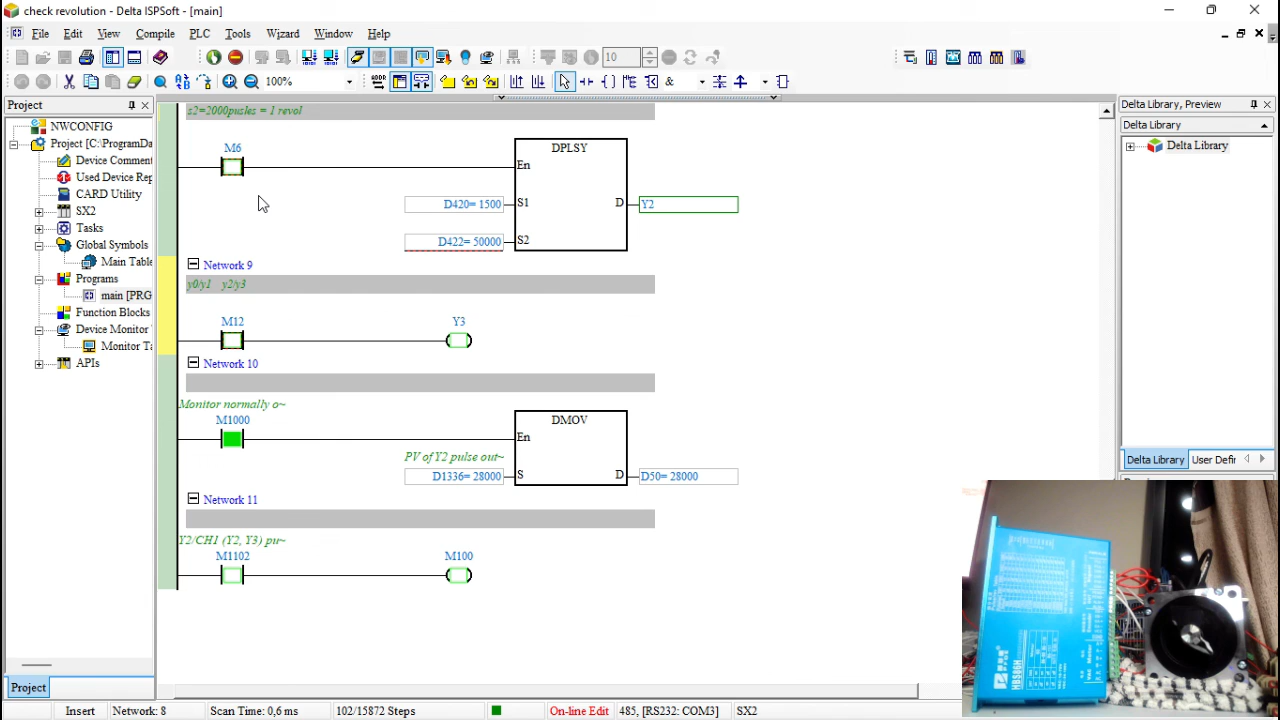 check revolution - Delta ISPSoft - [main]
File Edit View Compile PLC Tools Wizard Window Help
10
100%
&
Project
NWCONFIG
Project [C:\ProgramDa
Device Comment
Used Device Rep
CARD Utility
SX2
Tasks
Global Symbols
Main Table
Programs
main [PRG
Function Blocks
Device Monitor
Monitor Ta
APIs
Project
s2=2000pusles = 1 revol
M6
DPLSY
En
D420= 1500
S1
D
Y2
D422= 50000
S2
Network 9
y0/y1 y2/y3
M12
Y3
Network 10
Monitor normally o~
M1000
DMOV
En
PV of Y2 pulse out~
D1336= 28000
S
D
D50= 28000
Network 11
Y2/CH1 (Y2, Y3) pu~
M1102
M100
Delta Library, Preview
Delta Library
Delta Library
Delta Library User Defir
HBS86H
Insert Network: 8 Scan Time: 0,6 ms 102/15872 Steps On-line Edit 485, [RS232: COM3] SX2